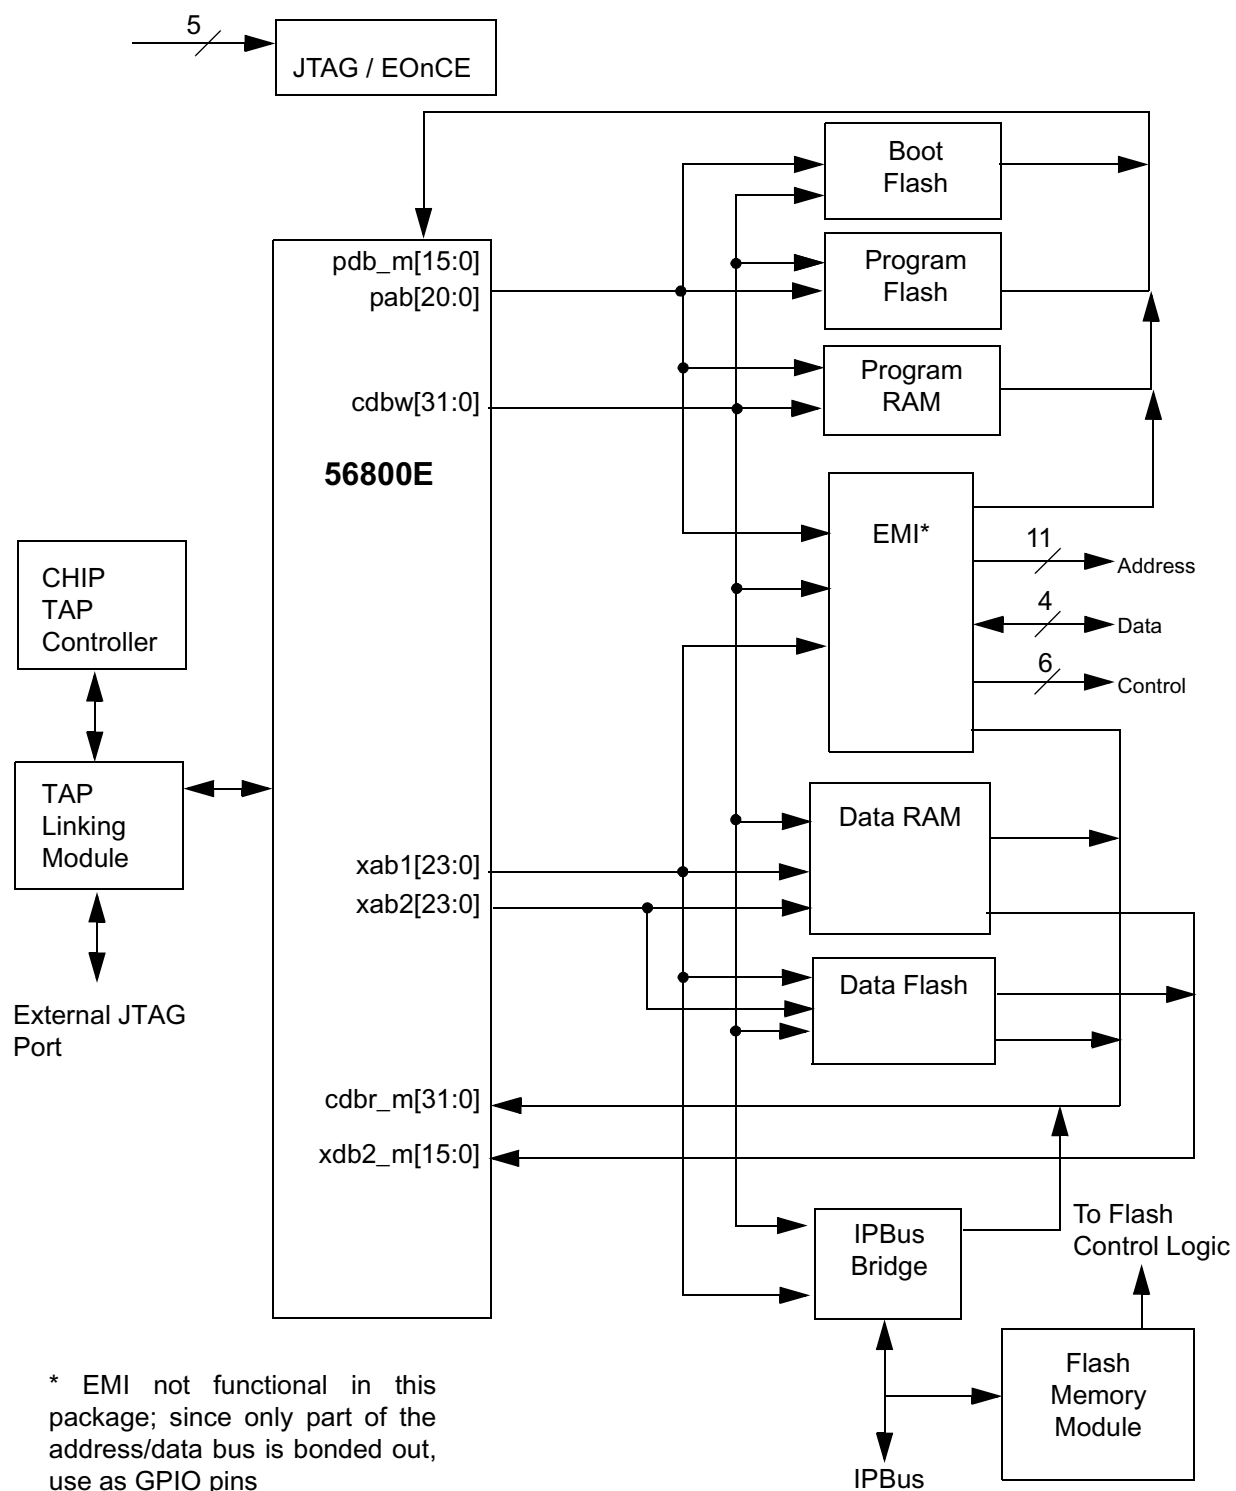 5
JTAG / EOnCE
Boot
Flash
pdb_m[15:0]
pab[20:0]
Program
Flash
cdbw[31:0]
Program
RAM
56800E
EMI*
11
Address
4
Data
6
Control
CHIP
TAP
Controller
TAP
Linking
Module
External JTAG
Port
Data RAM
xab1[23:0]
xab2[23:0]
Data Flash
cdbr_m[31:0]
xdb2_m[15:0]
IPBus
Bridge
To Flash
Control Logic
Flash
Memory
Module
IPBus
* EMI not functional in this
package; since only part of the
address/data bus is bonded out,
use as GPIO pins